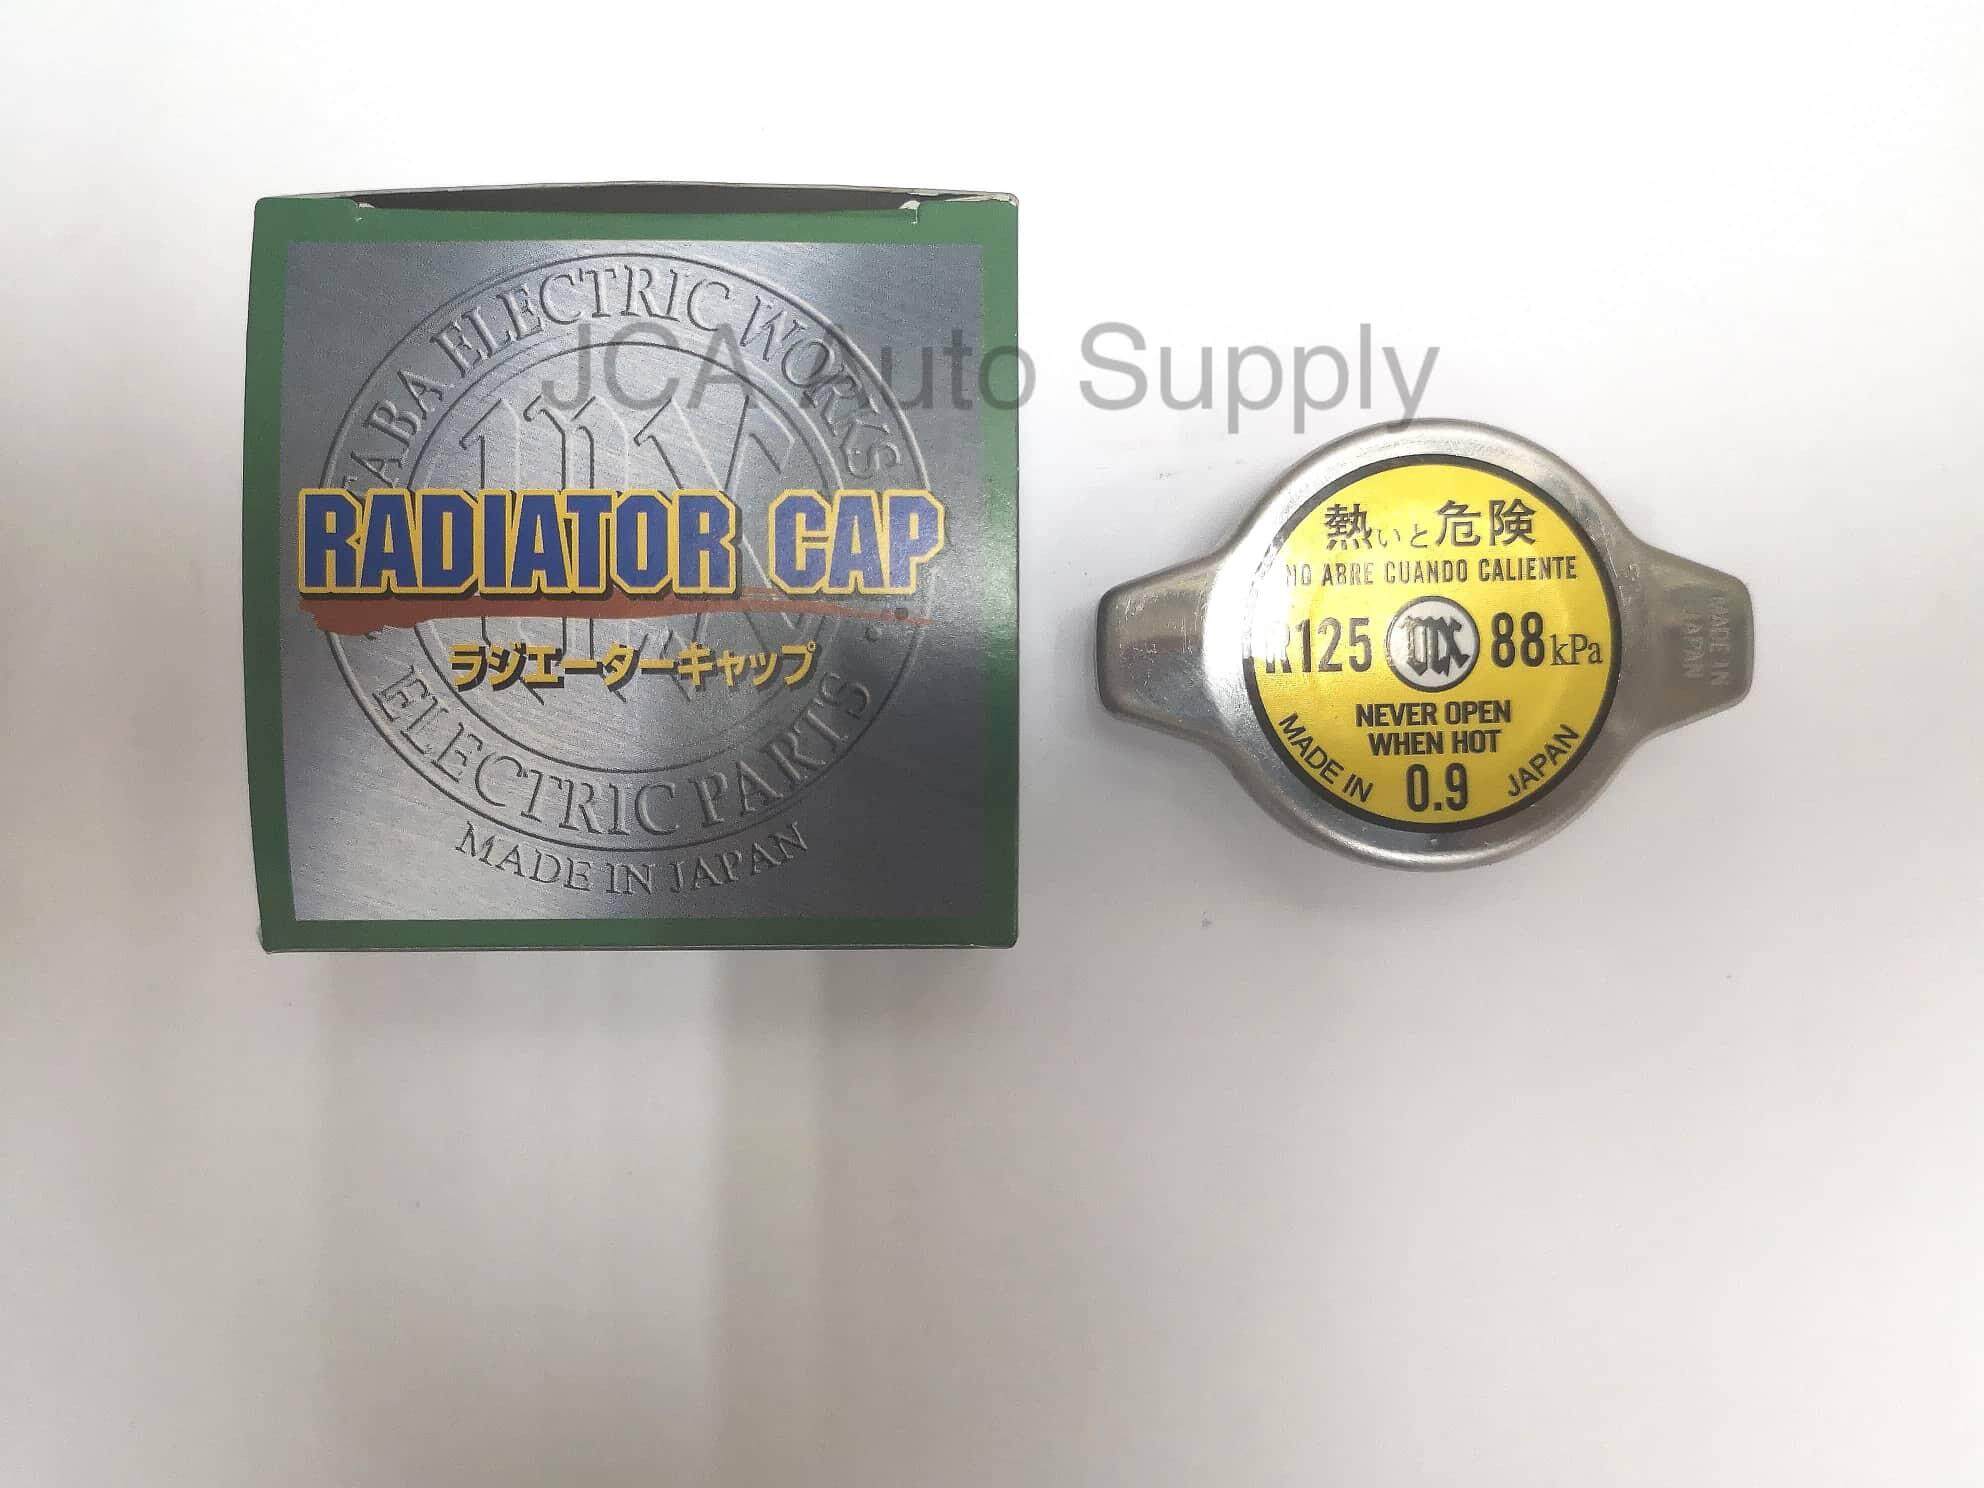 JCA Auto Supply
ELECTRIC WORKS
RADIATOR CAP
ラジエーターキャップ
ELECTRIC PARTS
MADE IN JAPAN
熱いと危険
NO ABRE CUANDO CALIENTE
R125 88kPa
NEVER OPEN
WHEN HOT
MADE IN JAPAN
0.9
MADE IN
JAPAN